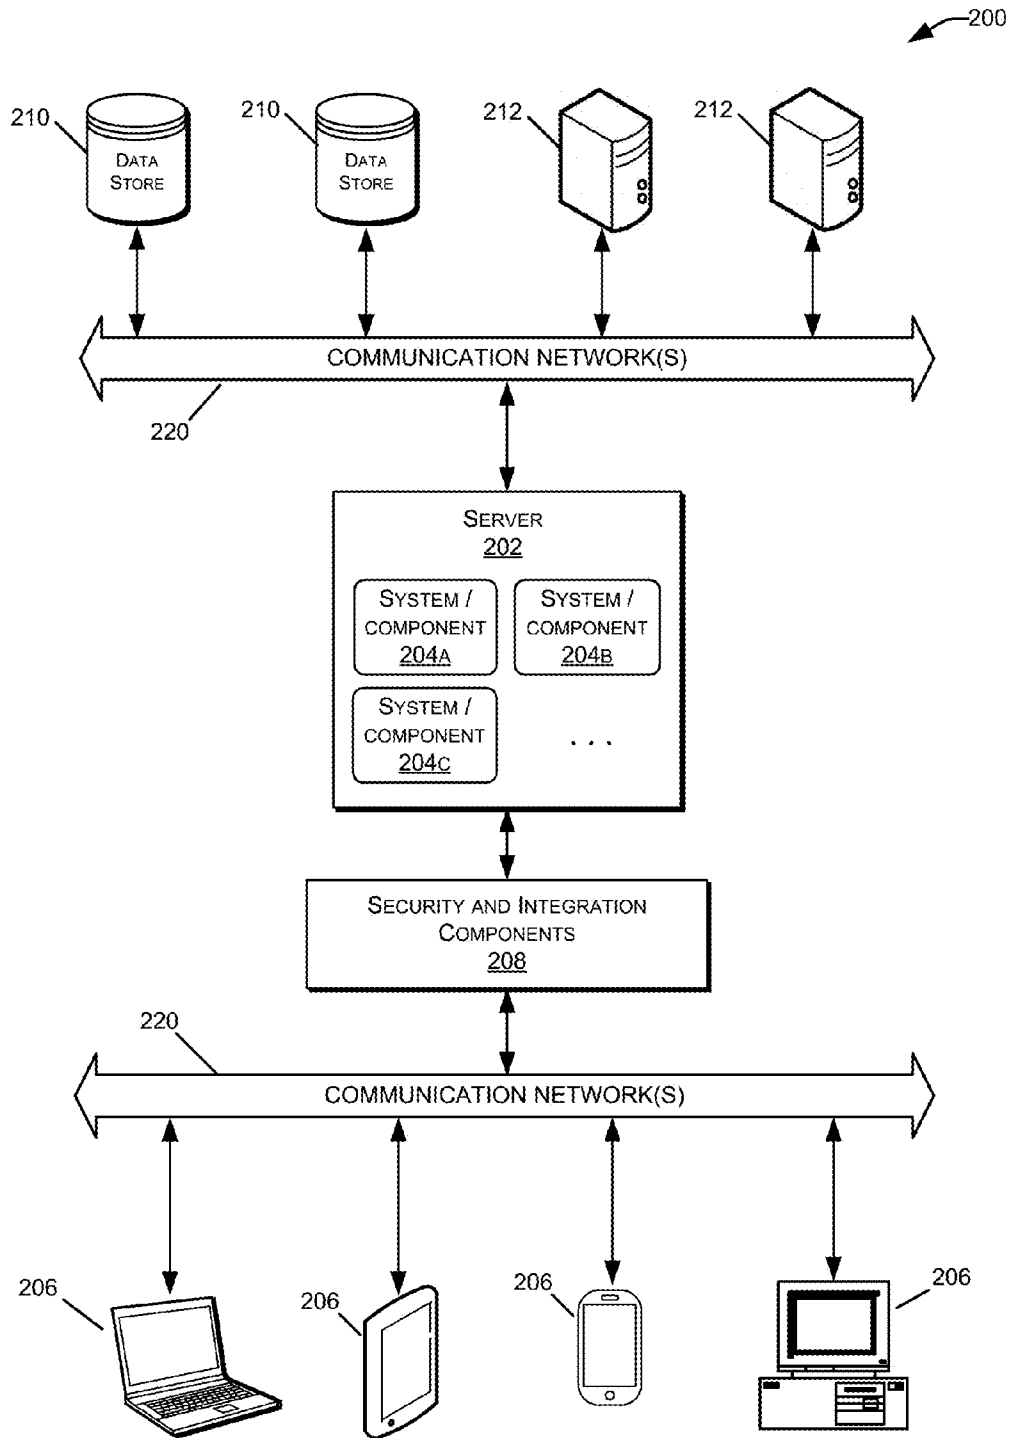 200
210
DATA
STORE
210
DATA
STORE
212
212
COMMUNICATION NETWORK(S)
220
SERVER
202
SYSTEM /
COMPONENT
204A
SYSTEM /
COMPONENT
204B
SYSTEM /
COMPONENT
204C
. . .
SECURITY AND INTEGRATION
COMPONENTS
208
220
COMMUNICATION NETWORK(S)
206
206
206
206